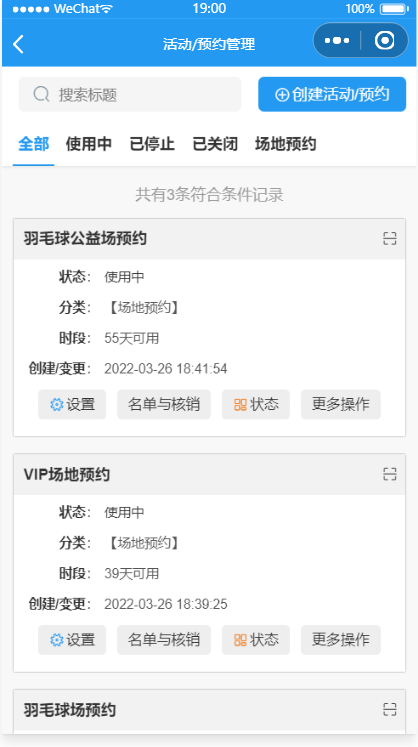 WeChat 19:00 100%
活动/预约管理
搜索标题
创建活动/预约
全部 使用中 已停止 已关闭 场地预约
共有3条符合条件记录
羽毛球公益场预约
状态: 使用中
分类: 【场地预约】
时段: 55天可用
创建/变更: 2022-03-26 18:41:54
设置 名单与核销 状态 更多操作
VIP场地预约
状态: 使用中
分类: 【场地预约】
时段: 39天可用
创建/变更: 2022-03-26 18:39:25
设置 名单与核销 状态 更多操作
羽毛球场预约